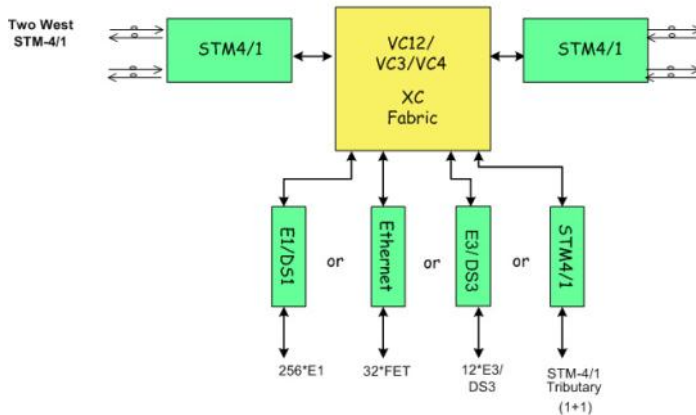 Two West
STM-4/1
STM4/1
VC12/
VC3/VC4
XC
Fabric
STM4/1
E1/DS1
or
Ethernet
or
E3/DS3
or
STM4/1
256*E1
32*FET
12*E3/
DS3
STM-4/1
Tributary
(1+1)